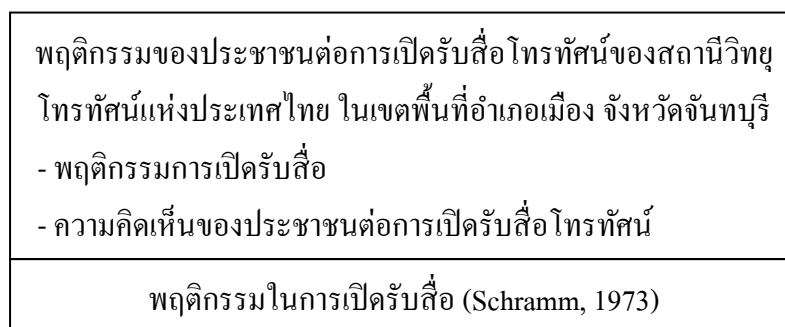 พฤติกรรมของประชาชนต่อการเปิดรับสื่อโทรทัศน์ของสถานีวิทยุ
โทรทัศน์แห่งประเทศไทย ในเขตพื้นที่อำเภอเมือง จังหวัดจันทบุรี
- พฤติกรรมการเปิดรับสื่อ
- ความคิดเห็นของประชาชนต่อการเปิดรับสื่อโทรทัศน์
พฤติกรรมในการเปิดรับสื่อ (Schramm, 1973)